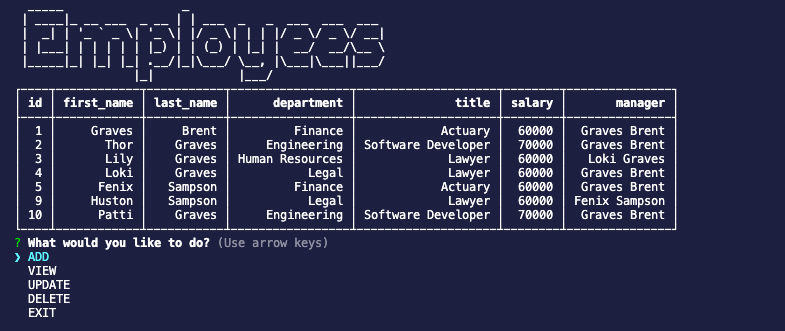 Employees
id first_name last_name department title salary manager
1 Graves Brent Finance Actuary 60000 Graves Brent
2 Thor Graves Engineering Software Developer 70000 Graves Brent
3 Lily Graves Human Resources Lawyer 60000 Loki Graves
4 Loki Graves Legal Lawyer 60000 Graves Brent
5 Fenix Sampson Finance Actuary 60000 Graves Brent
9 Huston Sampson Legal Lawyer 60000 Fenix Sampson
10 Patti Graves Engineering Software Developer 70000 Graves Brent
? What would you like to do? (Use arrow keys)
❯ ADD
VIEW
UPDATE
DELETE
EXIT